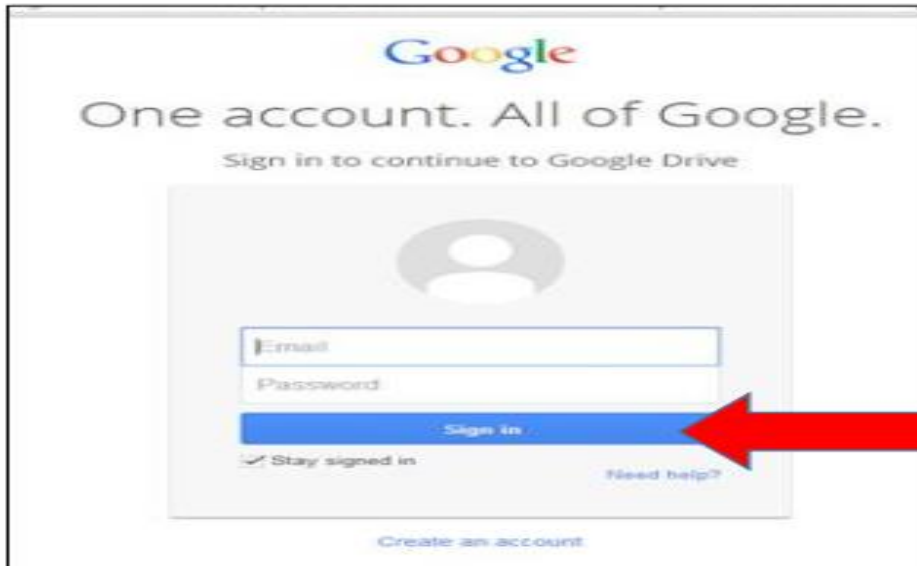 Google
One account. All of Google.
Sign in to continue to Google Drive
Email
Password
Sign in
Stay signed in
Need help?
Create an account